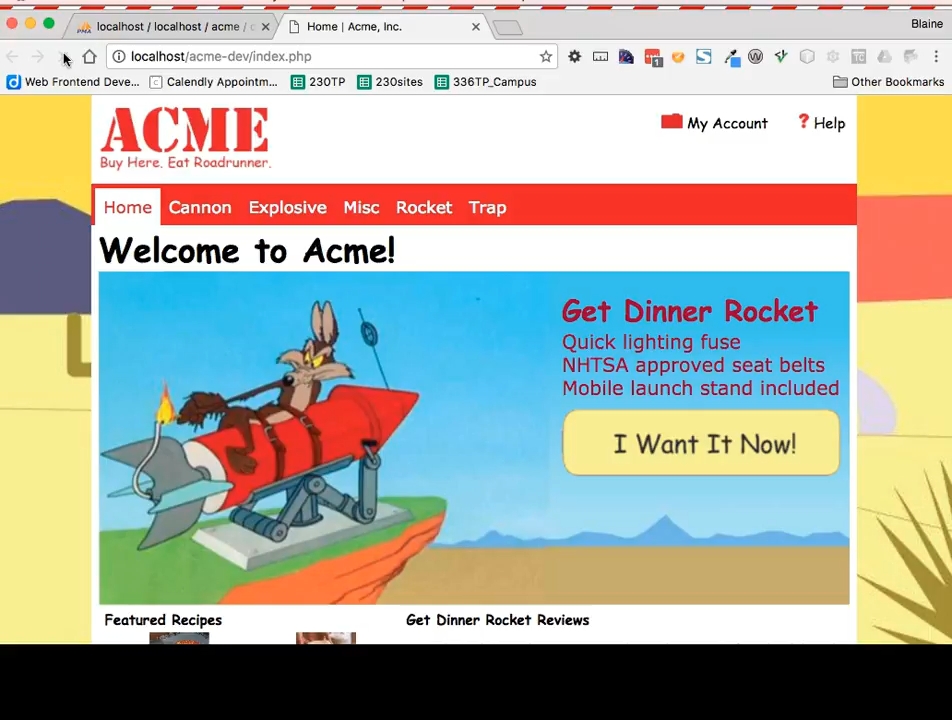 localhost / localhost / acme / c
Home | Acme, Inc.
Blaine
localhost/acme-dev/index.php
1
Web Frontend Deve...
Calendly Appointm...
230TP
230sites
336TP_Campus
Other Bookmarks
ACME
Buy Here. Eat Roadrunner.
My Account
? Help
Home Cannon Explosive Misc Rocket Trap
Welcome to Acme!
Get Dinner Rocket
Quick lighting fuse
NHTSA approved seat belts
Mobile launch stand included
I Want It Now!
Featured Recipes
Get Dinner Rocket Reviews